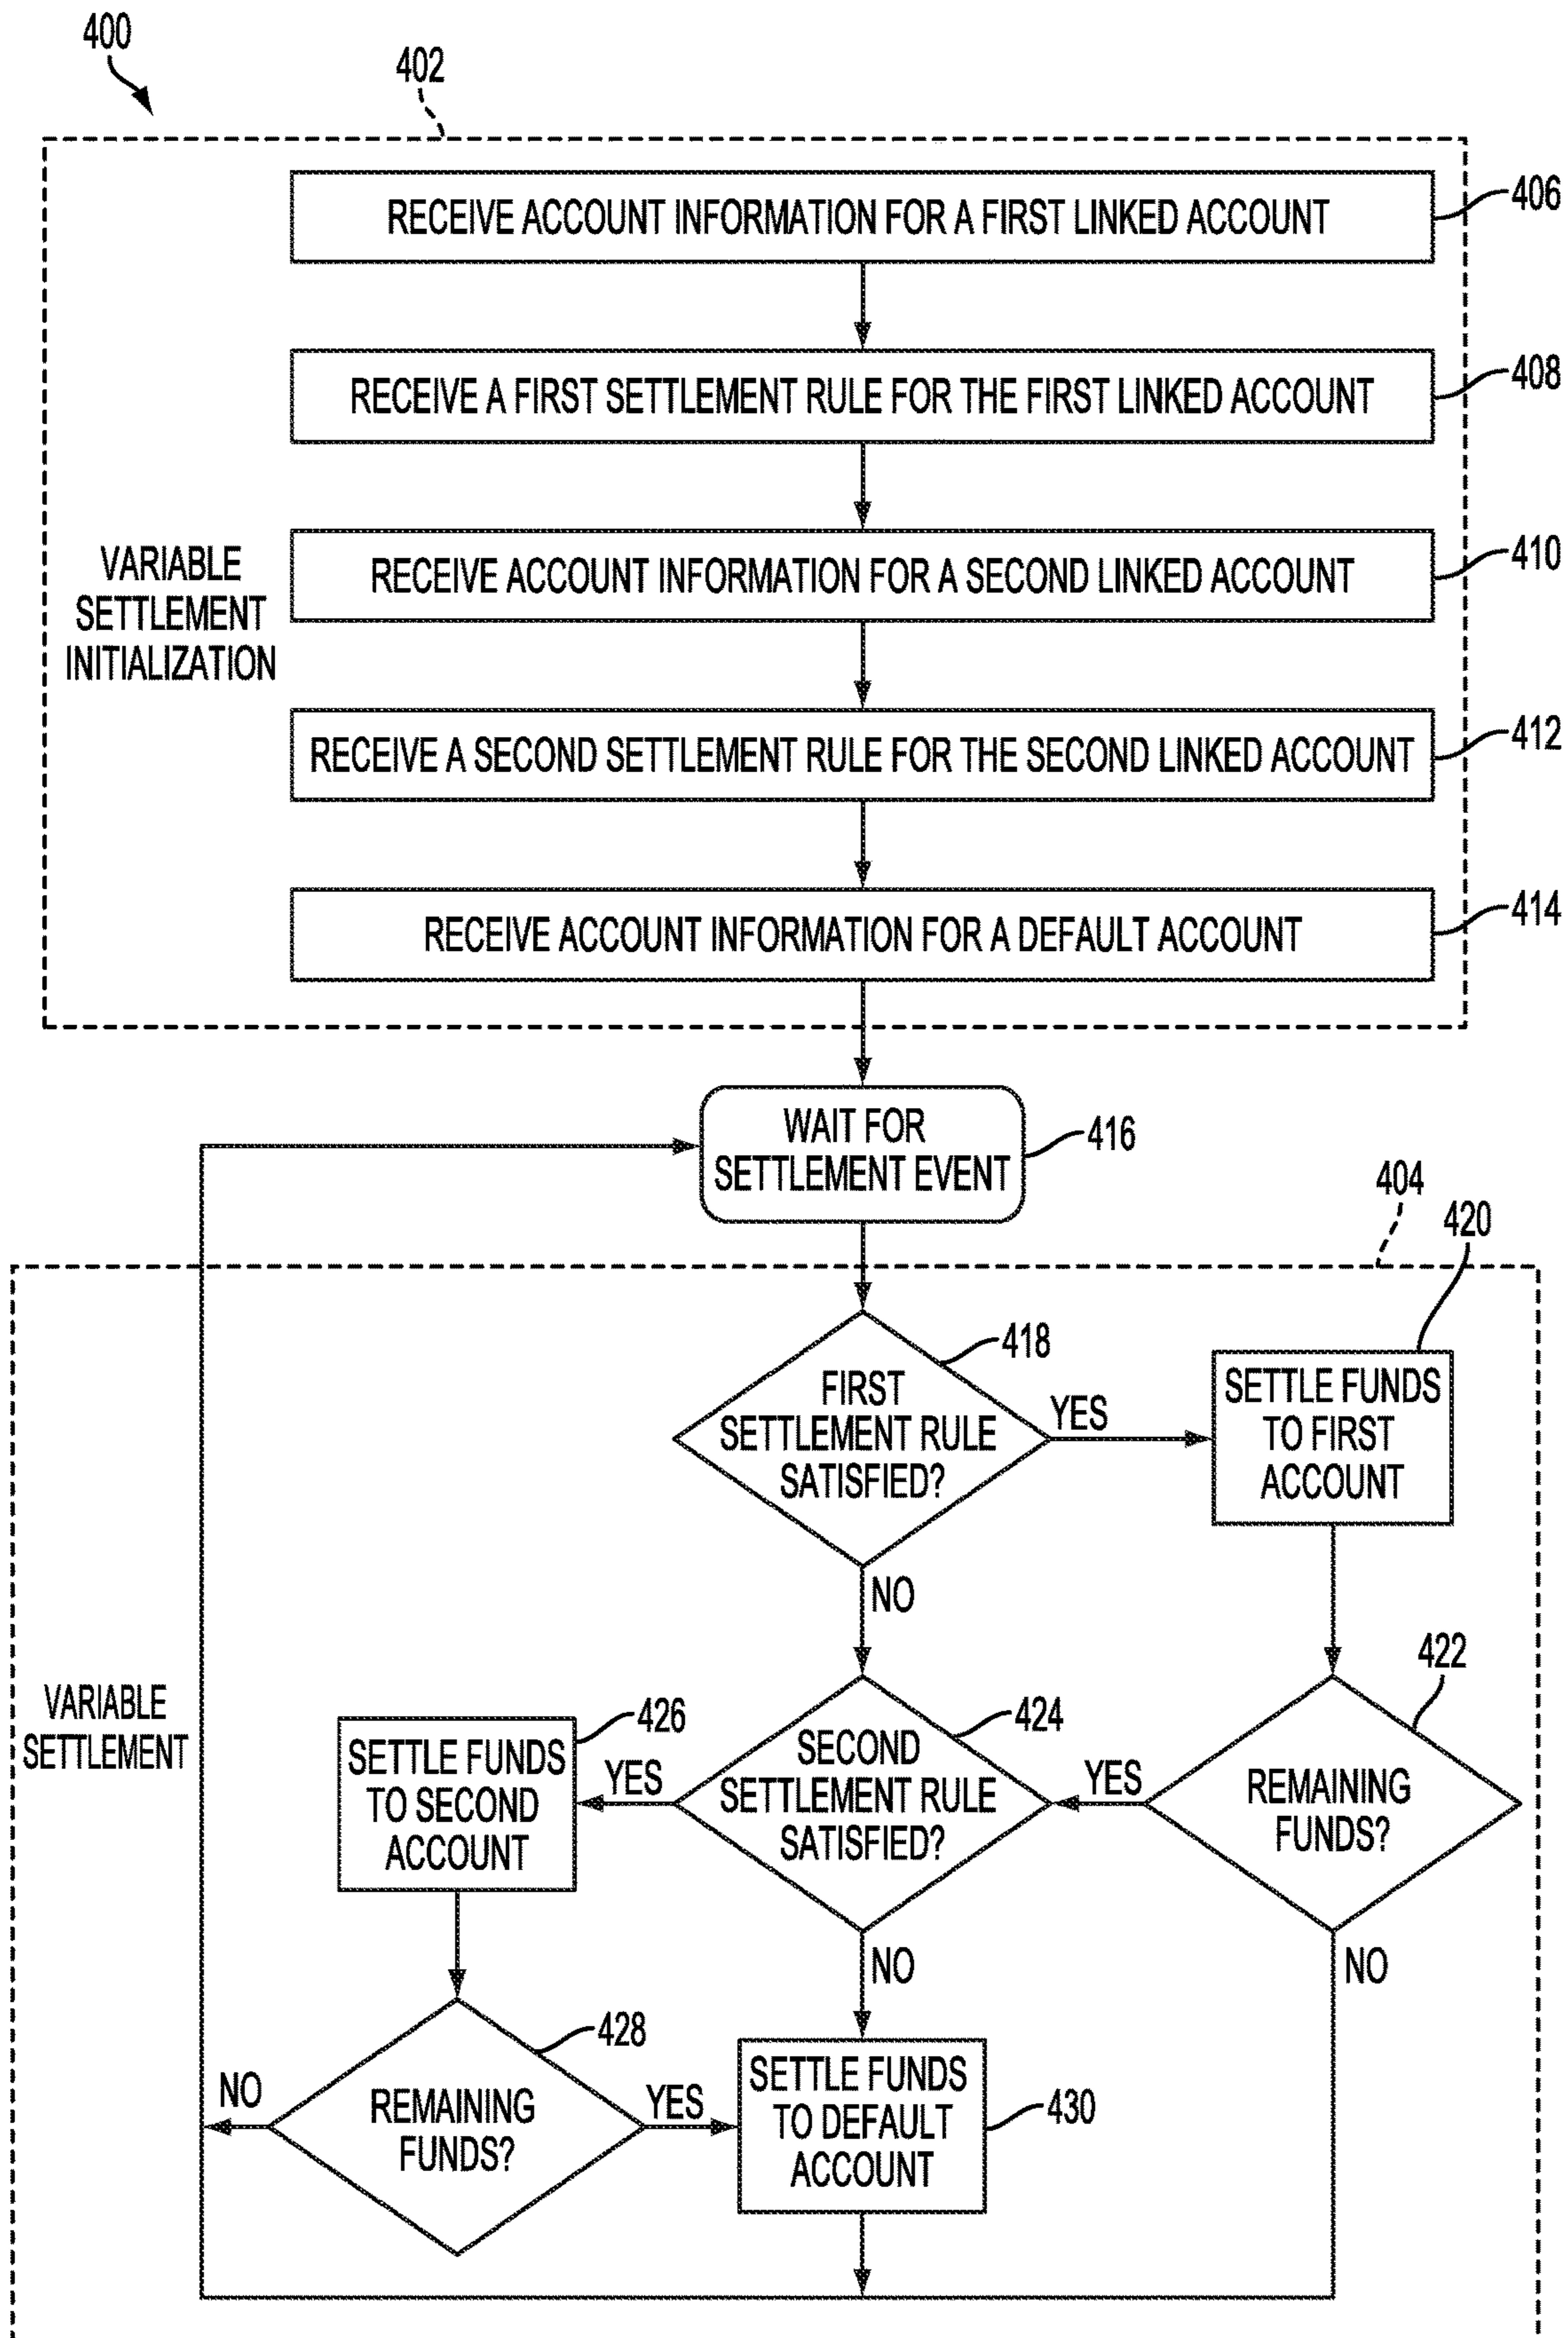 400
402
RECEIVE ACCOUNT INFORMATION FOR A FIRST LINKED ACCOUNT
406
RECEIVE A FIRST SETTLEMENT RULE FOR THE FIRST LINKED ACCOUNT
408
RECEIVE ACCOUNT INFORMATION FOR A SECOND LINKED ACCOUNT
410
VARIABLE
SETTLEMENT
INITIALIZATION
RECEIVE A SECOND SETTLEMENT RULE FOR THE SECOND LINKED ACCOUNT
412
RECEIVE ACCOUNT INFORMATION FOR A DEFAULT ACCOUNT
414
WAIT FOR
SETTLEMENT EVENT
416
404
420
418
FIRST
SETTLEMENT RULE
SATISFIED?
YES
SETTLE FUNDS
TO FIRST
ACCOUNT
NO
422
VARIABLE
SETTLEMENT
426
SETTLE FUNDS
TO SECOND
ACCOUNT
YES
424
SECOND
SETTLEMENT RULE
SATISFIED?
YES
REMAINING
FUNDS?
NO
NO
428
NO
REMAINING
FUNDS?
YES
SETTLE FUNDS
TO DEFAULT
ACCOUNT
430